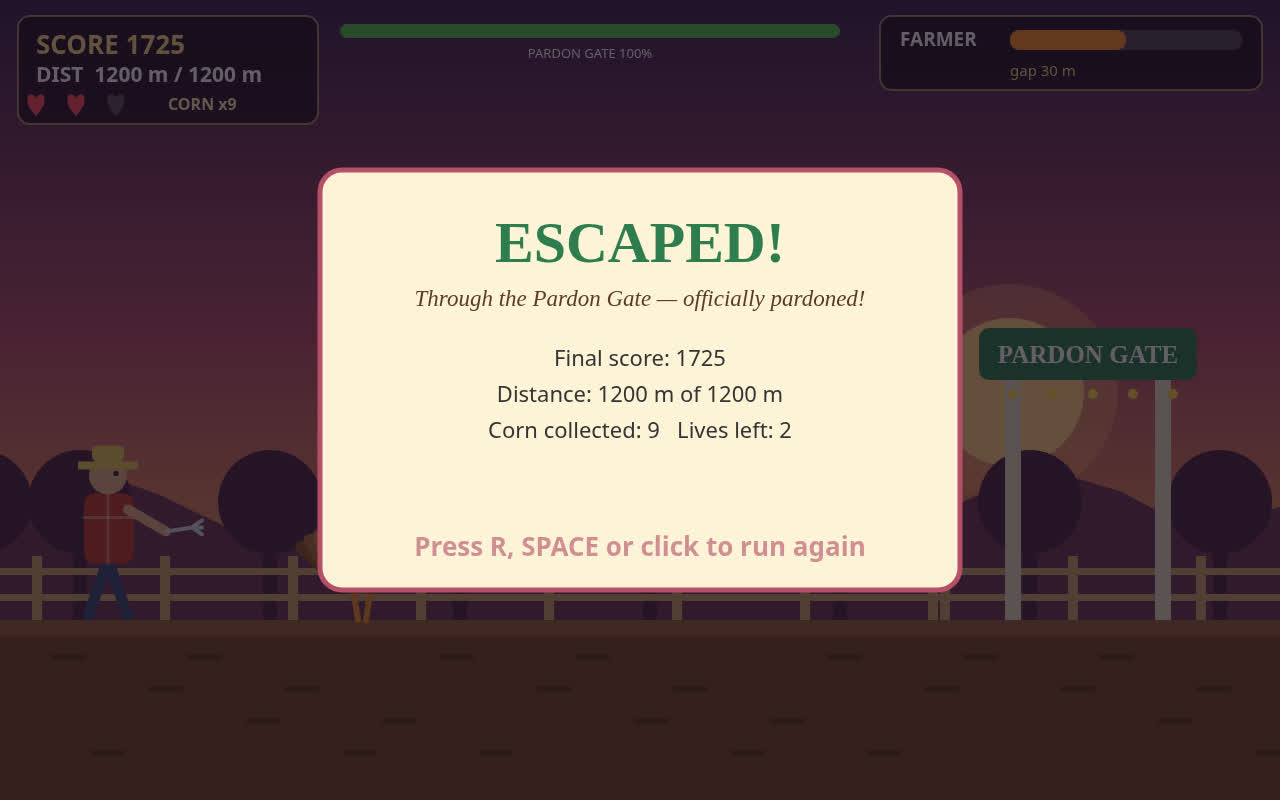 SCORE 1725
DIST 1200 m / 1200 m
CORN x9
PARDON GATE 100%
FARMER
gap 30 m
ESCAPED!
Through the Pardon Gate — officially pardoned!
Final score: 1725
Distance: 1200 m of 1200 m
Corn collected: 9 Lives left: 2
Press R, SPACE or click to run again
PARDON GATE